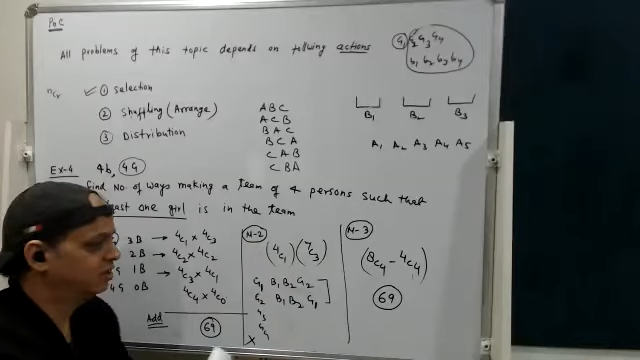 PnC
All problems of this topic depends on following actions
nCr
① Selection
② Shuffling (Arrange)
③ Distribution
ABC
ACB
BAC
BCA
CAB
CBA
G1 G2 G3 G4
b1 b2 b3 b4
B1 B2 B3
A1 A2 A3 A4 A5
Ex-4 4b, 4G
Find No of ways making a team of 4 persons such that
least one girl is in the team
3B → 4C1 × 4C3
2B → 4C2 × 4C2
1B → 4C3 × 4C1
4G 0B 4C4 × 4C0
Add 69
M-2
(4C1) (7C3)
G1 B1 B2 G2
G2 B1 B2 G1
G3
G4
×
M-3
(8C4 - 4C4)
69